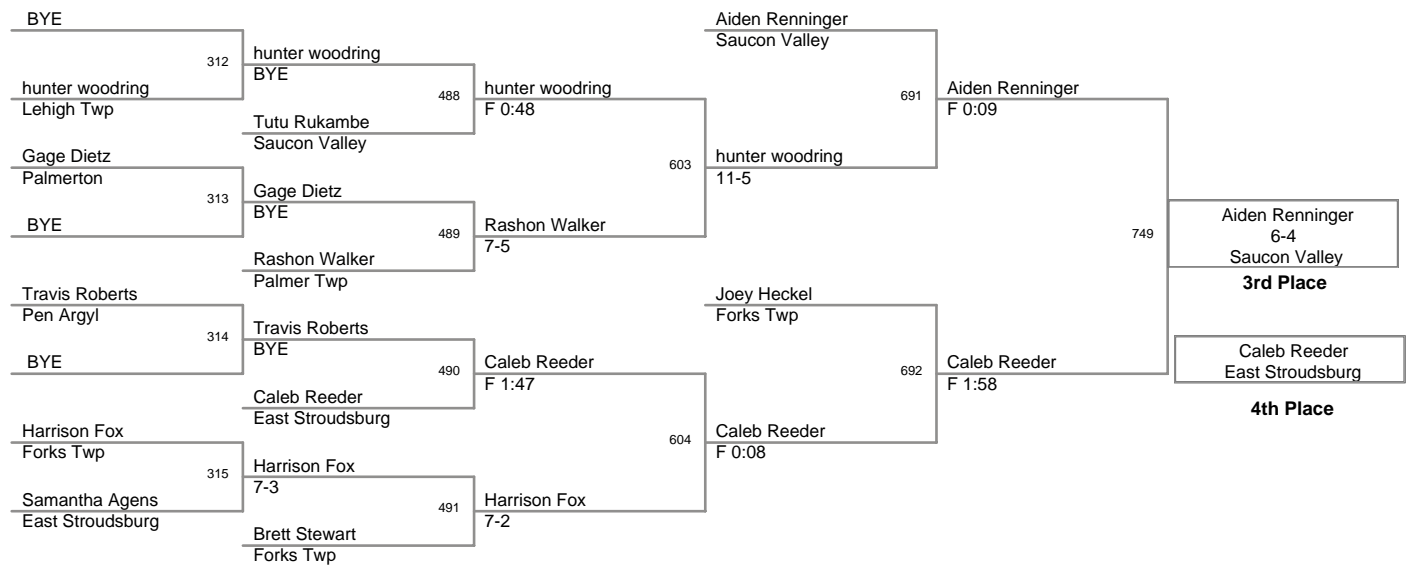 BYE
312
hunter woodring
Lehigh Twp
Gage Dietz
Palmerton
313
BYE
Travis Roberts
Pen Argyl
314
BYE
Harrison Fox
Forks Twp
315
Samantha Agens
East Stroudsburg
hunter woodring
BYE
488
Tutu Rukambe
Saucon Valley
Gage Dietz
BYE
489
Rashon Walker
Palmer Twp
Travis Roberts
BYE
490
Caleb Reeder
East Stroudsburg
Harrison Fox
7-3
491
Brett Stewart
Forks Twp
hunter woodring
F 0:48
603
Rashon Walker
7-5
Caleb Reeder
F 1:47
604
Harrison Fox
7-2
Aiden Renninger
Saucon Valley
691
hunter woodring
11-5
Joey Heckel
Forks Twp
692
Caleb Reeder
F 0:08
Aiden Renninger
F 0:09
749
Caleb Reeder
F 1:58
Aiden Renninger
6-4
Saucon Valley
3rd Place
Caleb Reeder
East Stroudsburg
4th Place